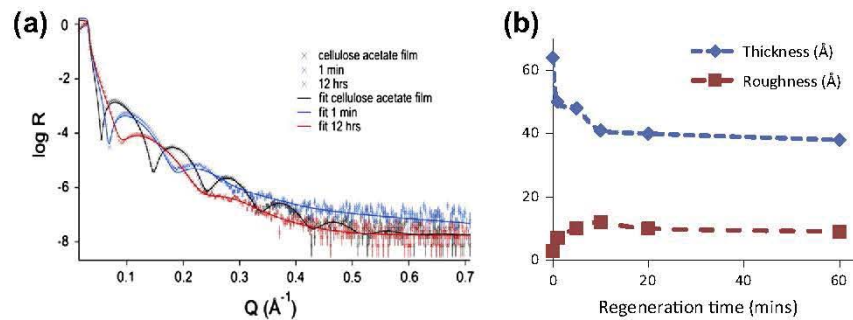 (a)
0
-2
-4
-6
-8
log R
cellulose acetate film
1 min
12 hrs
fit cellulose acetate film
fit 1 min
fit 12 hrs
0.1 0.2 0.3 0.4 0.5 0.6 0.7
Q (Å⁻¹)
(b)
60
40
20
0
Thickness (Å)
Roughness (Å)
0 20 40 60
Regeneration time (mins)